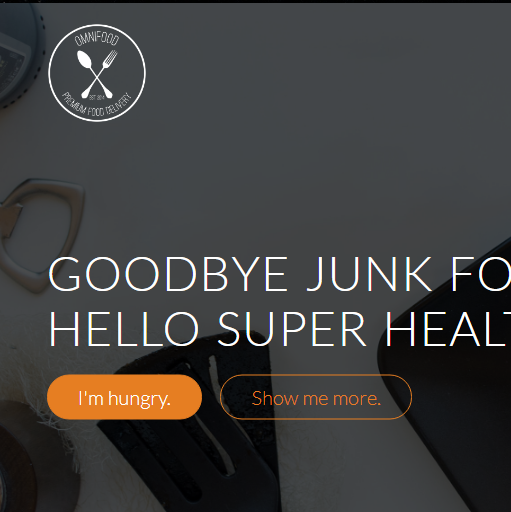 OMNIFOOD
EST. 2015
PREMIUM FOOD DELIVERY
GOODBYE JUNK FO
HELLO SUPER HEALT
I'm hungry.
Show me more.